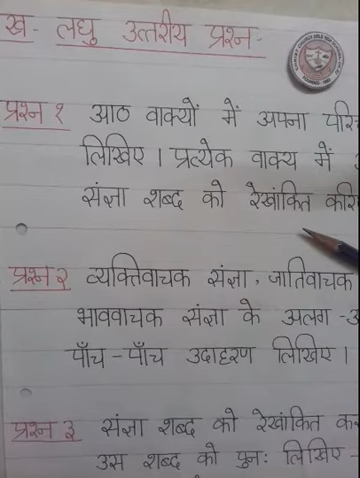 ख - लघु उत्तरीय प्रश्न -
प्रश्न १ आठ वाक्यों में अपना
लिखिए । प्रत्येक वाक्य में
संज्ञा शब्द को रेखांकित
प्रश्न २ व्यक्तिवाचक संज्ञा, जातिवाचक
भाववाचक संज्ञा के अलग -
पाँच - पाँच उदाहरण लिखिए ।
प्रश्न ३ संज्ञा शब्द को रेखांकित
उस शब्द को पुनः लिखिए -